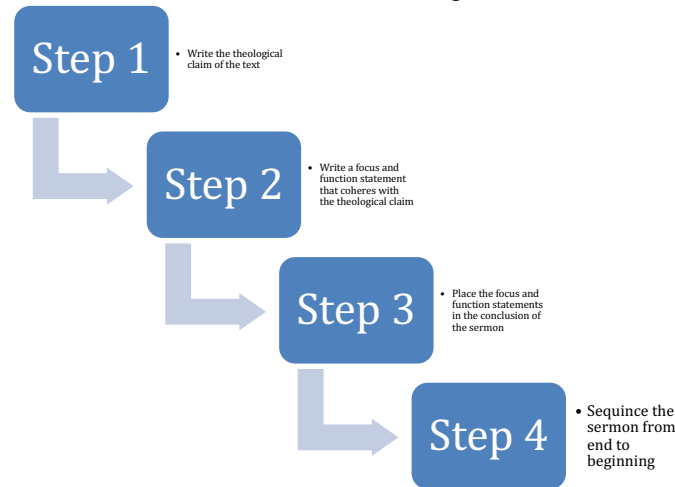 Step 1
• Write the theological
claim of the text
Step 2
• Write a focus and
function statement
that coheres with
the theological claim
Step 3
• Place the focus and
function statements
in the conclusion of
the sermon
Step 4
• Sequince the
sermon from
end to
beginning